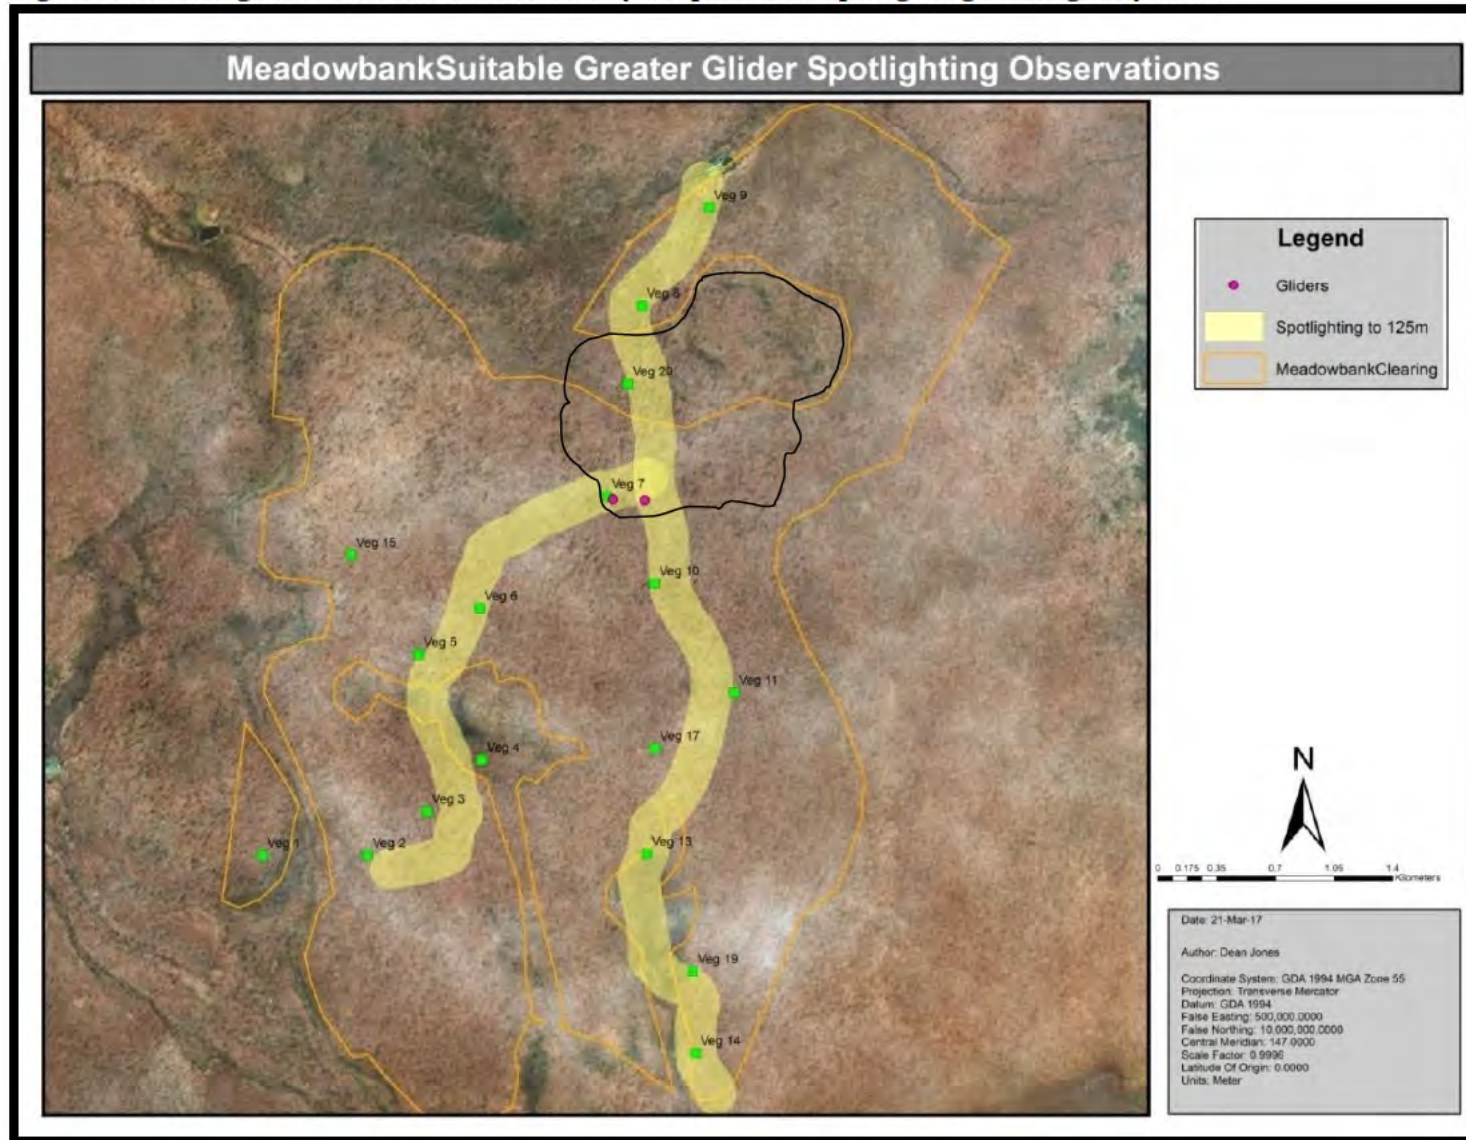 MeadowbankSuitable Greater Glider Spotlighting Observations
Veg 9
Veg 8
Veg 20
Veg 7
Veg 15
Veg 10
Veg 6
Veg 5
Veg 11
Veg 17
Veg 4
Veg 3
Veg 1
Veg 2
Veg 13
Veg 19
Veg 14
Legend
Gliders
Spotlighting to 125m
MeadowbankClearing
N
0 0.175 0.35 0.7 1.05 1.4
Kilometers
Date: 21-Mar-17
Author: Dean Jones
Coordinate System: GDA 1994 MGA Zone 55
Projection: Transverse Mercator
Datum: GDA 1994
False Easting: 500,000.0000
False Northing: 10,000,000.0000
Central Meridian: 147.0000
Scale Factor: 0.9996
Latitude Of Origin: 0.0000
Units: Meter